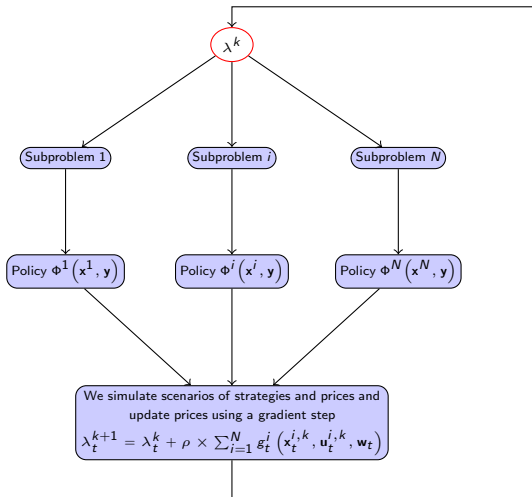 λ^k
Subproblem 1
Subproblem i
Subproblem N
Policy Φ^1 (x^1, y)
Policy Φ^i (x^i, y)
Policy Φ^N (x^N, y)
We simulate scenarios of strategies and prices and
update prices using a gradient step
λ_t^{k+1} = λ_t^k + ρ × ∑_{i=1}^N g_t^i (x_t^{i,k}, u_t^{i,k}, w_t)